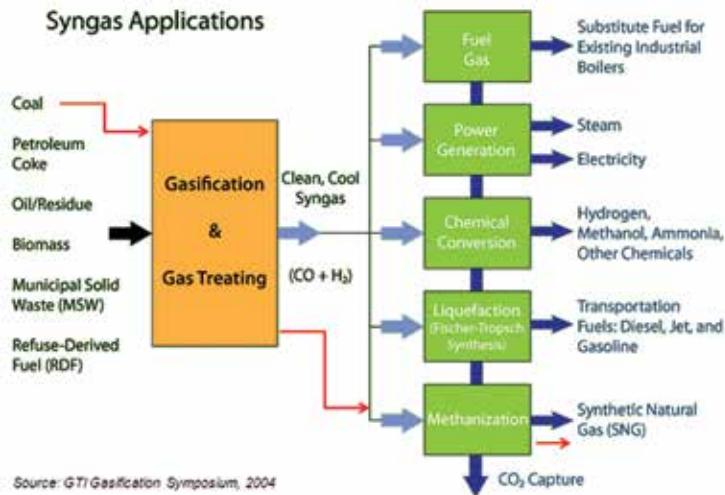 Syngas Applications
Coal
Petroleum
Coke
Oil/Residue
Biomass
Municipal Solid
Waste (MSW)
Refuse-Derived
Fuel (RDF)
Gasification
&
Gas Treating
Clean, Cool
Syngas
(CO + H₂)
Fuel
Gas
Substitute Fuel for
Existing Industrial
Boilers
Power
Generation
Steam
Electricity
Chemical
Conversion
Hydrogen,
Methanol, Ammonia,
Other Chemicals
Liquefaction
(Fischer-Tropsch
Synthesis)
Transportation
Fuels: Diesel, Jet, and
Gasoline
Methanization
Synthetic Natural
Gas (SNG)
CO₂ Capture
Source: GTI Gasification Symposium, 2004